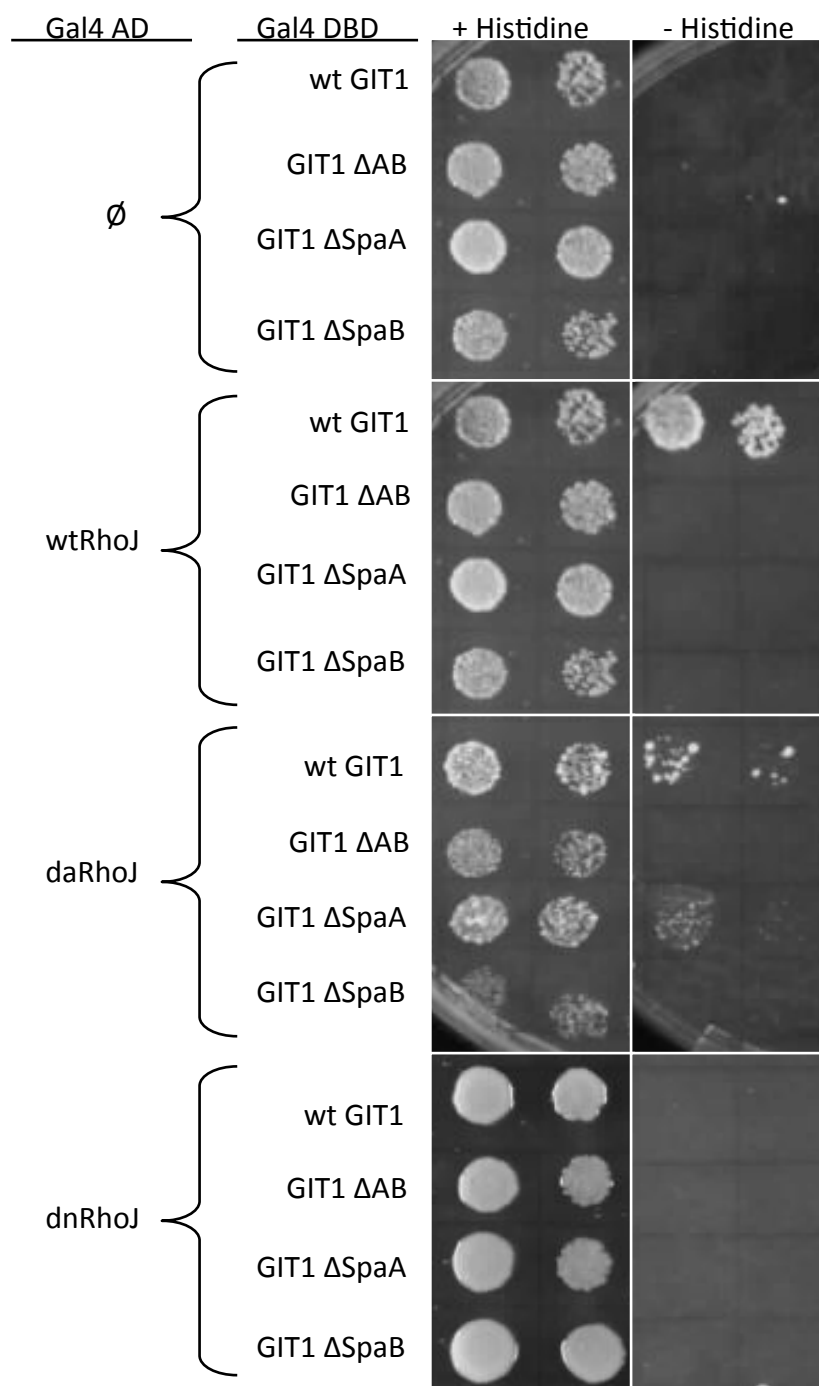 Gal4 AD Gal4 DBD + Histidine - Histidine
wt GIT1
GIT1 ΔAB
Ø
GIT1 ΔSpaA
GIT1 ΔSpaB
wt GIT1
GIT1 ΔAB
wtRhoJ
GIT1 ΔSpaA
GIT1 ΔSpaB
wt GIT1
GIT1 ΔAB
daRhoJ
GIT1 ΔSpaA
GIT1 ΔSpaB
wt GIT1
GIT1 ΔAB
dnRhoJ
GIT1 ΔSpaA
GIT1 ΔSpaB